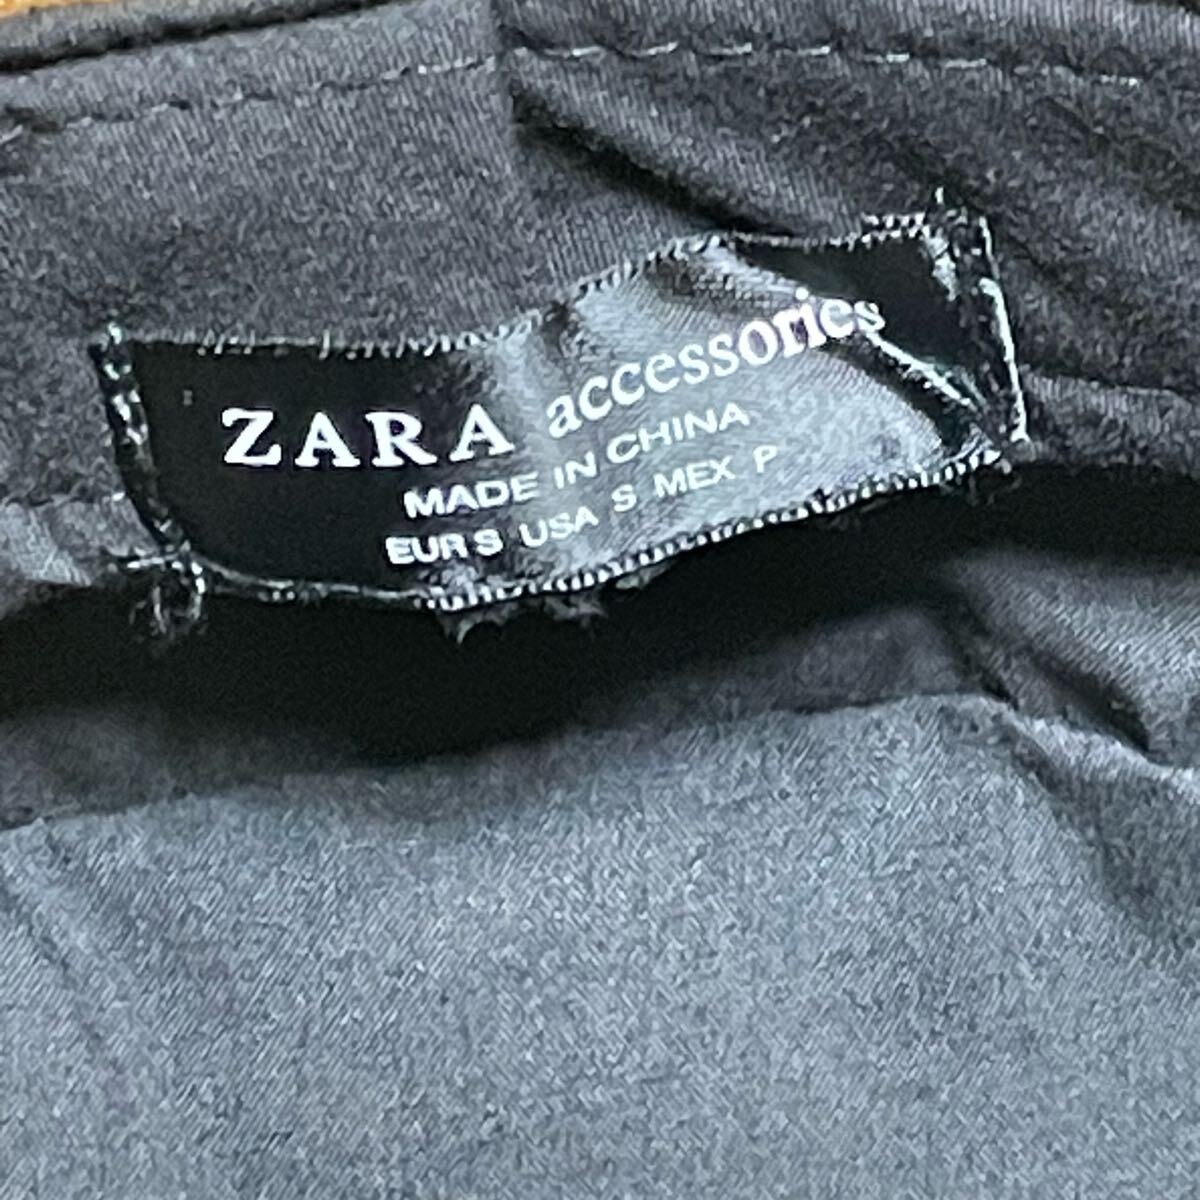 ZARA accessories
MADE IN CHINA
EUR S USA S MEX P